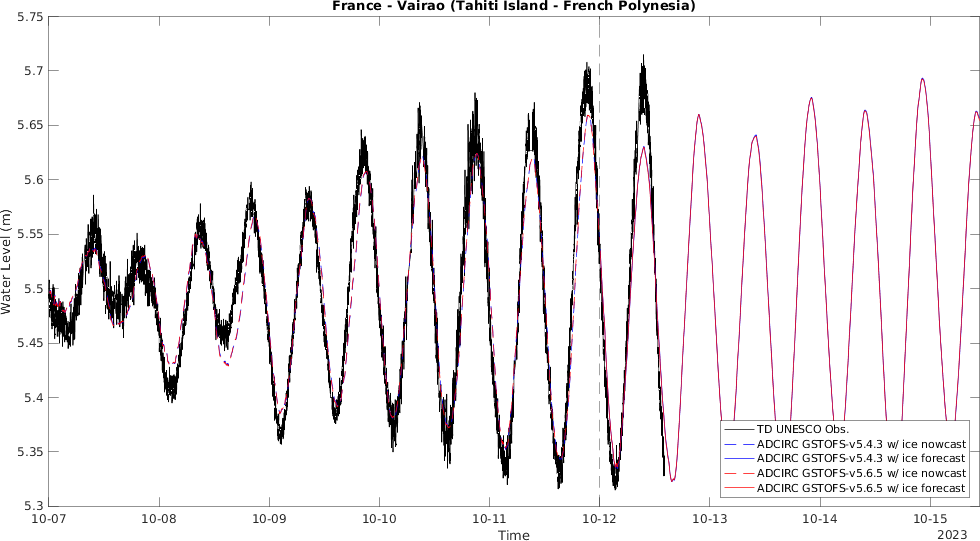 France - Vairao (Tahiti Island - French Polynesia)
5.75
5.7
5.65
5.6
5.55
5.5
5.45
5.4
5.35
5.3
Water Level (m)
TD UNESCO Obs.
ADCIRC GSTOFS-v5.4.3 w/ ice nowcast
ADCIRC GSTOFS-v5.4.3 w/ ice forecast
ADCIRC GSTOFS-v5.6.5 w/ ice nowcast
ADCIRC GSTOFS-v5.6.5 w/ ice forecast
10-07 10-08 10-09 10-10 10-11 10-12 10-13 10-14 10-15
Time
2023